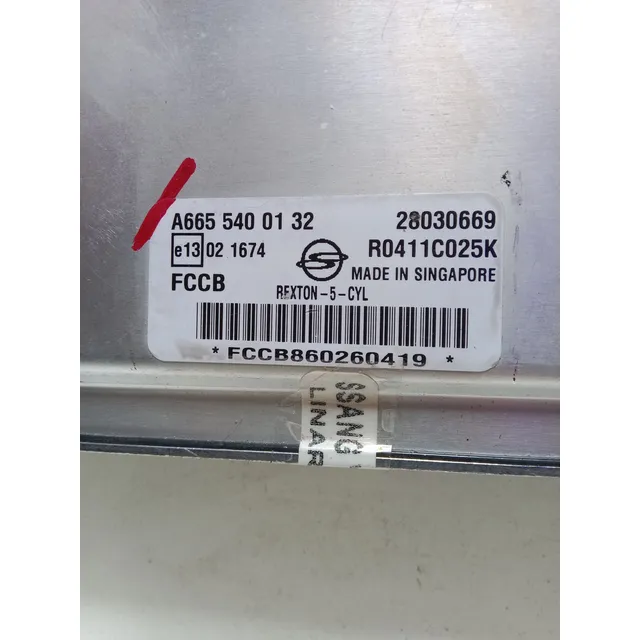 A665 540 01 32 28030669
e13 02 1674 R0411C025K
MADE IN SINGAPORE
FCCB
REXTON-5-CYL
* FCCB860260419 *
SSANG
LINAR